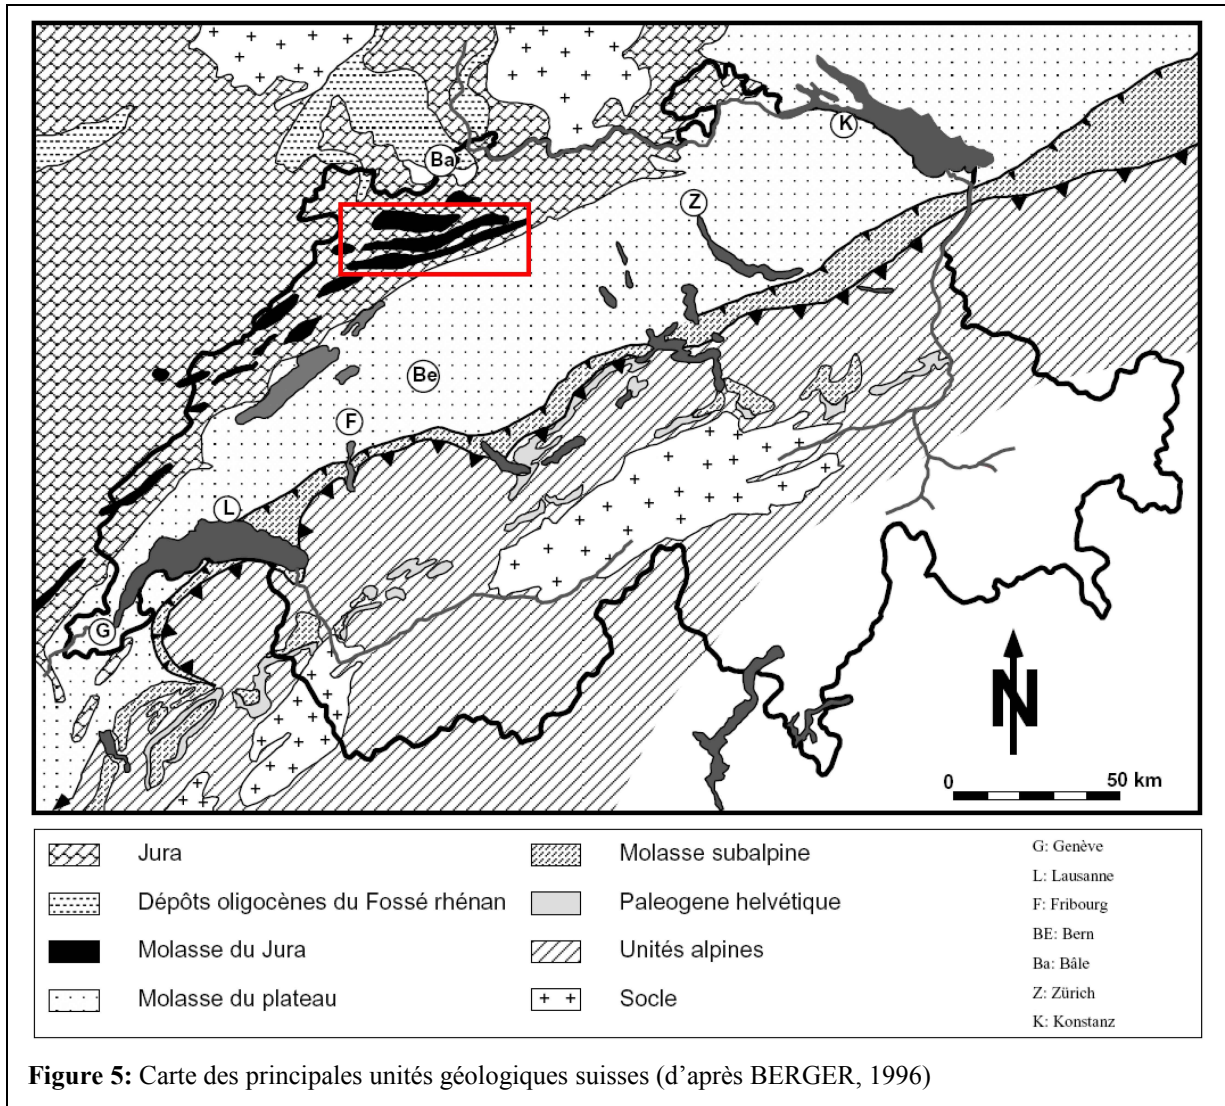 K
Ba
Z
Be
F
L
G
N
0 50 km
Jura
Dépôts oligocènes du Fossé rhénan
Molasse du Jura
Molasse du plateau
Molasse subalpine
Paleogene helvétique
Unités alpines
Socle
G: Genève
L: Lausanne
F: Fribourg
BE: Bern
Ba: Bâle
Z: Zürich
K: Konstanz
Figure 5: Carte des principales unités géologiques suisses (d'après BERGER, 1996)